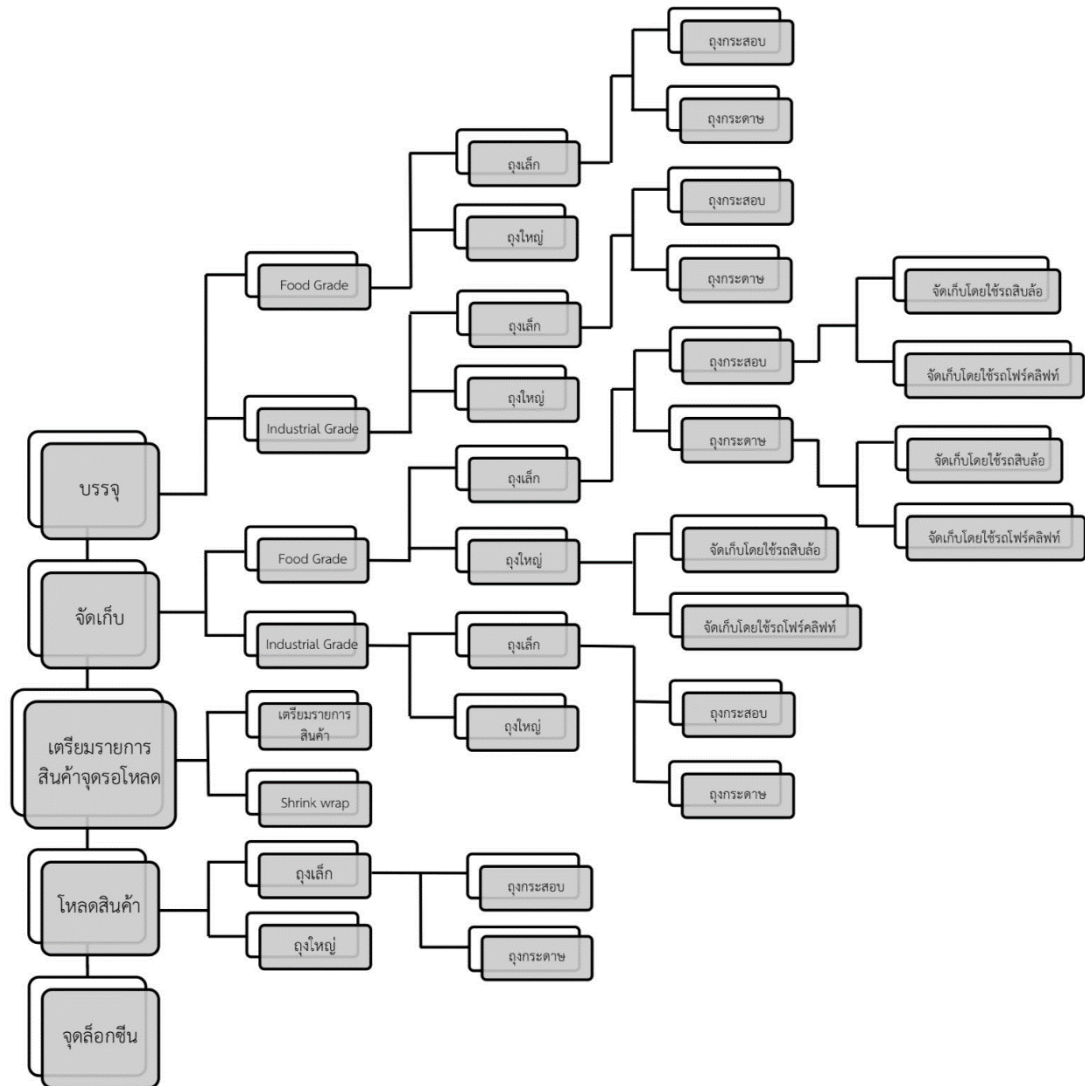 ถุงกระสอบ
ถุงกระดาษ
ถุงเล็ก
ถุงกระสอบ
ถุงใหญ่
ถุงกระดาษ
Food Grade
จัดเก็บโดยใช้รถสิบล้อ
ถุงเล็ก
ถุงกระสอบ
จัดเก็บโดยใช้รถโฟร์คลิฟท์
ถุงใหญ่
Industrial Grade
ถุงกระดาษ
จัดเก็บโดยใช้รถสิบล้อ
ถุงเล็ก
บรรจุ
จัดเก็บโดยใช้รถโฟร์คลิฟท์
Food Grade
ถุงใหญ่
จัดเก็บโดยใช้รถสิบล้อ
จัดเก็บ
จัดเก็บโดยใช้รถโฟร์คลิฟท์
Industrial Grade
ถุงเล็ก
ถุงกระสอบ
เตรียมรายการ
สินค้า
ถุงใหญ่
เตรียมรายการ
สินค้าจุดรอโหลด
Shrink wrap
ถุงกระดาษ
ถุงเล็ก
ถุงกระสอบ
โหลดสินค้า
ถุงใหญ่
ถุงกระดาษ
จุดล็อกซีน